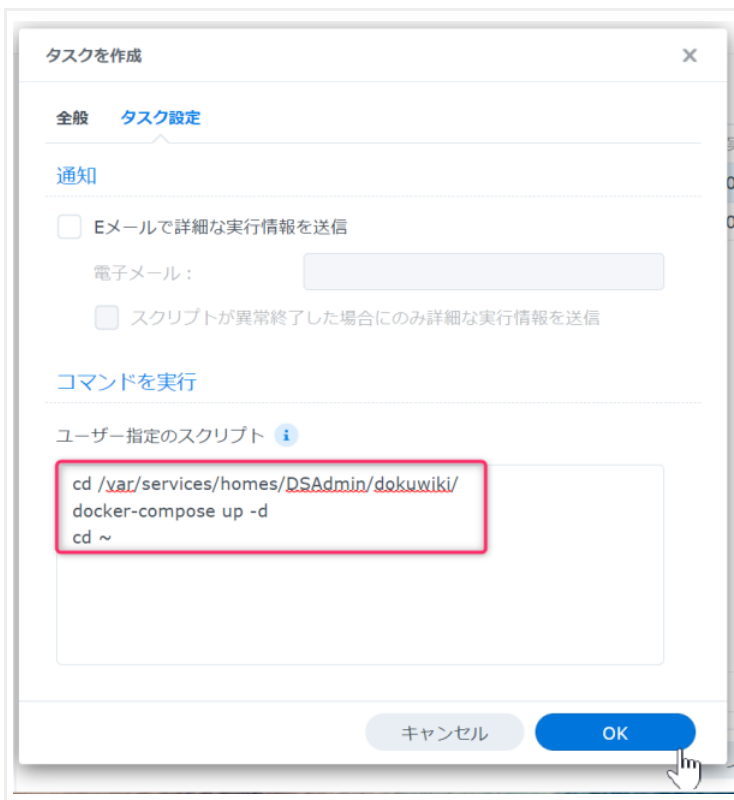 タスクを作成
全般 タスク設定
通知
Eメールで詳細な実行情報を送信
電子メール：
スクリプトが異常終了した場合にのみ詳細な実行情報を送信
コマンドを実行
ユーザー指定のスクリプト
cd /var/services/homes/DSAdmin/dokuwiki/
docker-compose up -d
cd ~
キャンセル OK